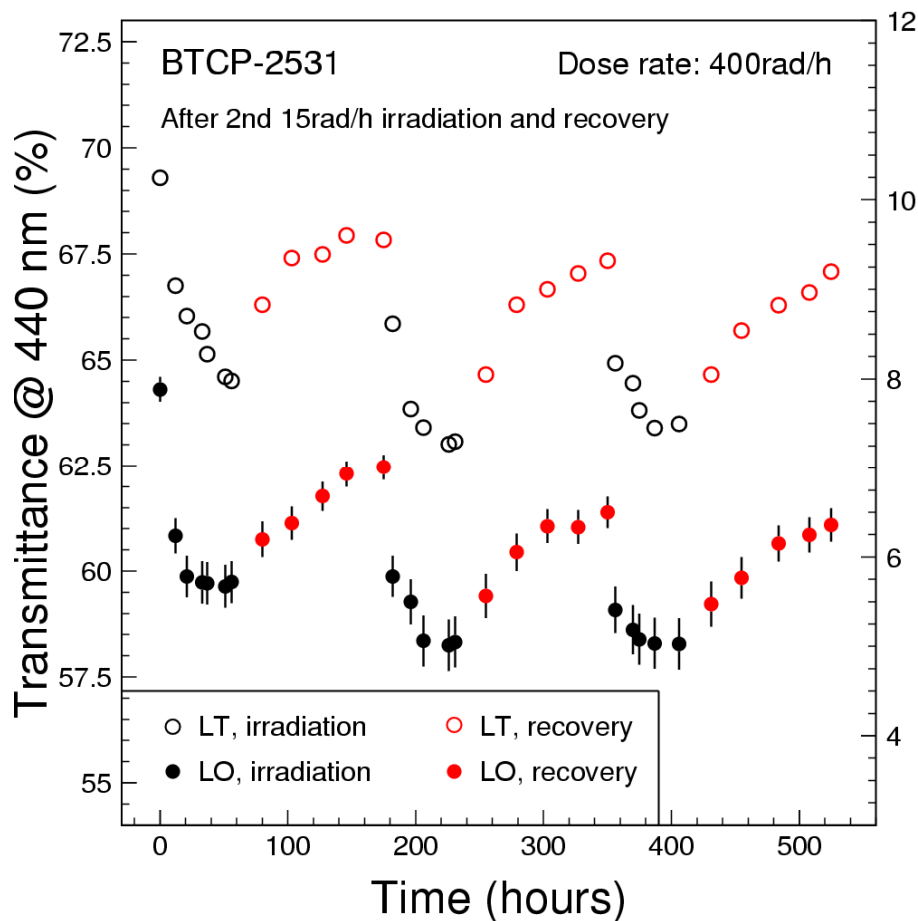 BTCP-2531
Dose rate: 400rad/h
After 2nd 15rad/h irradiation and recovery
Transmittance @ 440 nm (%)
72.5
70
67.5
65
62.5
60
57.5
55
12
10
8
6
4
LT, irradiation
LT, recovery
LO, irradiation
LO, recovery
0
100
200
300
400
500
Time (hours)